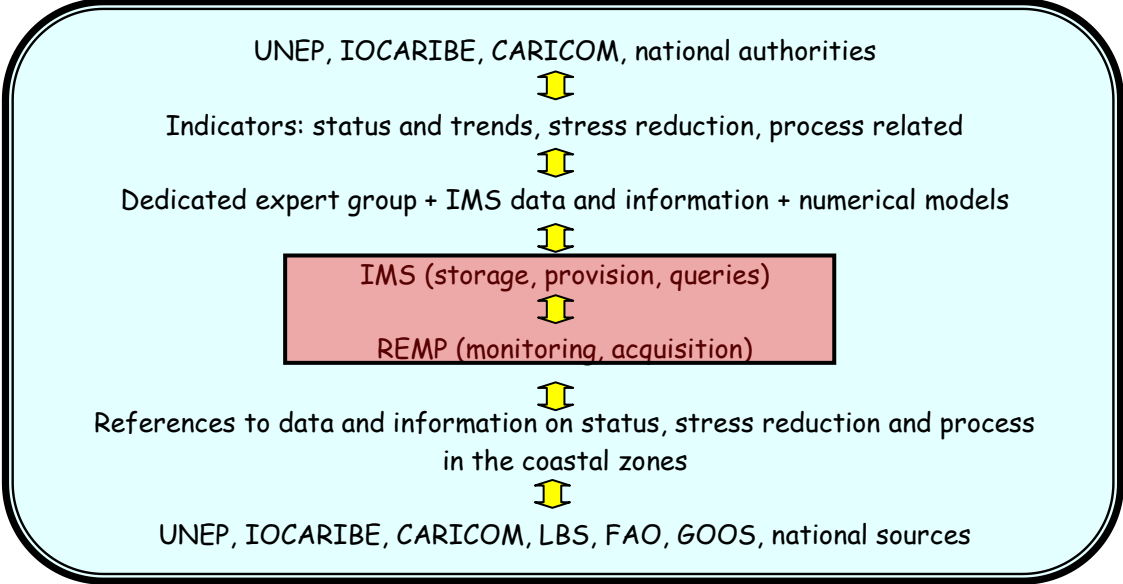 UNEP, IOCARIBE, CARICOM, national authorities
Indicators: status and trends, stress reduction, process related
Dedicated expert group + IMS data and information + numerical models
IMS (storage, provision, queries)
REMP (monitoring, acquisition)
References to data and information on status, stress reduction and process
in the coastal zones
UNEP, IOCARIBE, CARICOM, LBS, FAO, GOOS, national sources